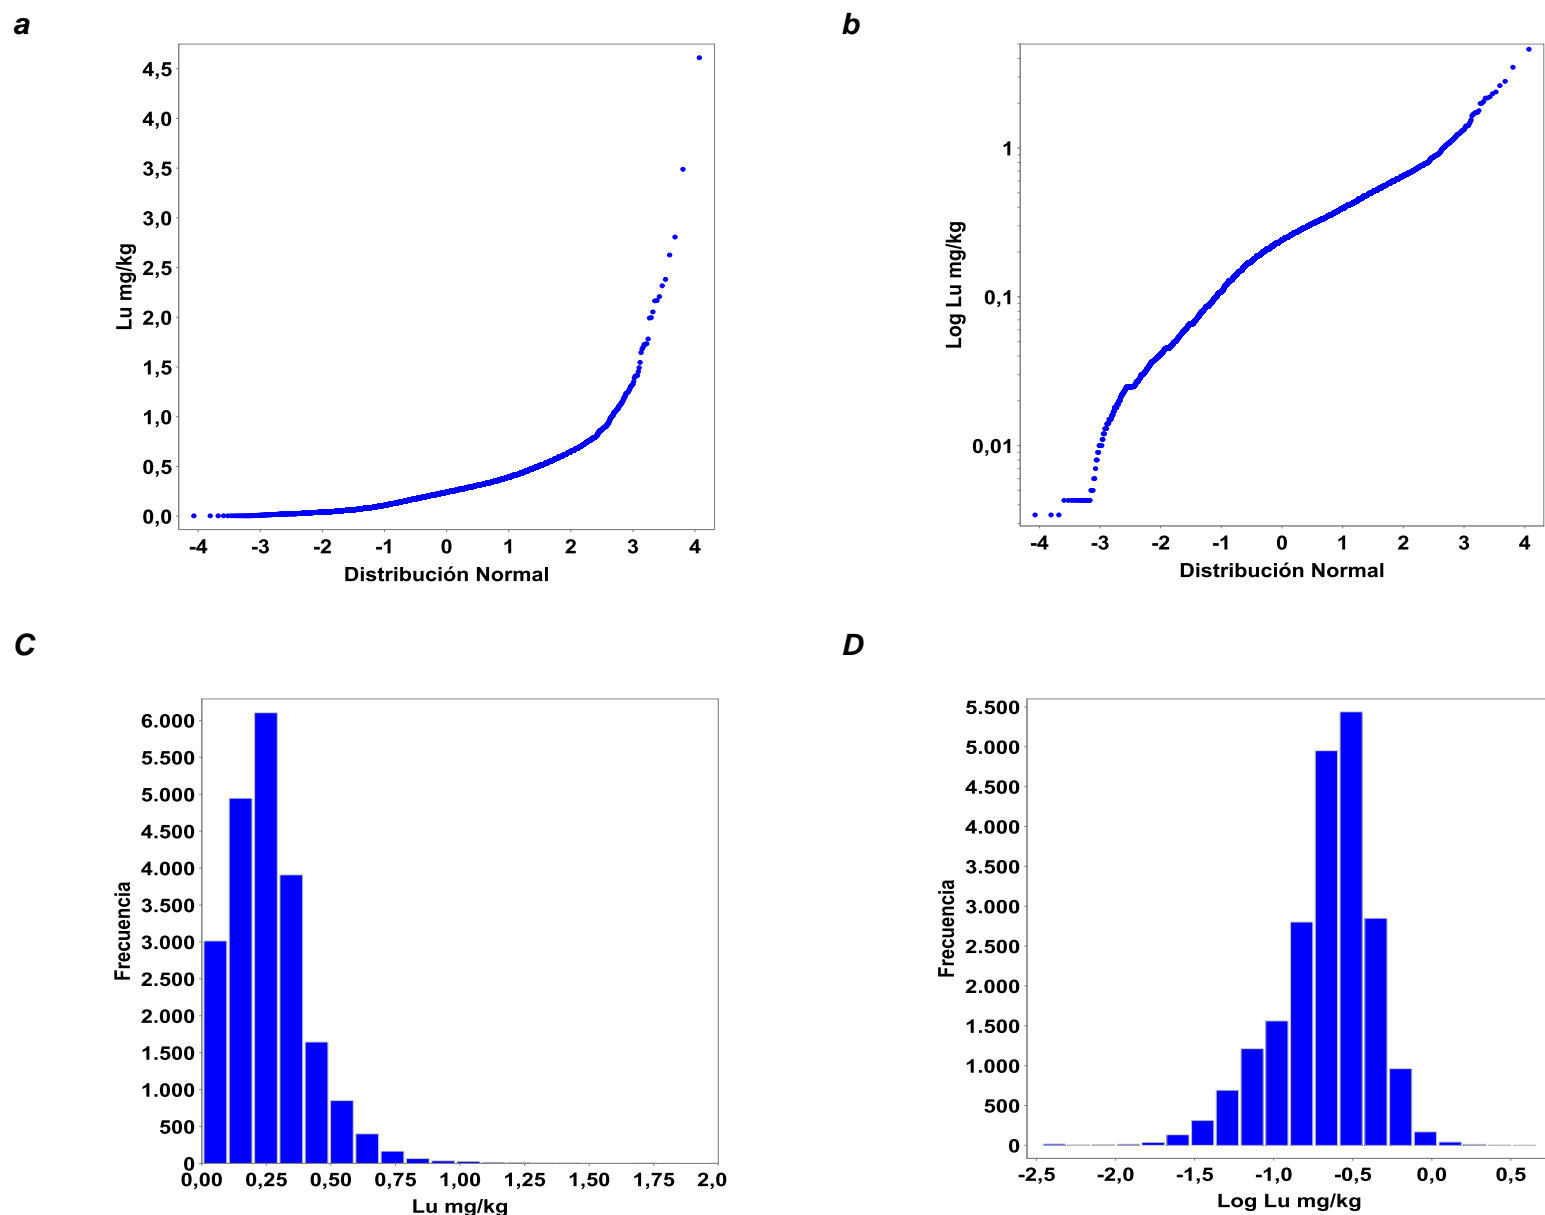 a
4,5
4,0
3,5
3,0
2,5
2,0
1,5
1,0
0,5
0,0
Lu mg/kg
-4 -3 -2 -1 0 1 2 3 4
Distribución Normal
b
1
0,1
0,01
Log Lu mg/kg
-4 -3 -2 -1 0 1 2 3 4
Distribución Normal
C
6.000
5.500
5.000
4.500
4.000
3.500
3.000
2.500
2.000
1.500
1.000
500
0
Frecuencia
0,00 0,25 0,50 0,75 1,00 1,25 1,50 1,75 2,0
Lu mg/kg
D
5.500
5.000
4.500
4.000
3.500
3.000
2.500
2.000
1.500
1.000
500
0
Frecuencia
-2,5 -2,0 -1,5 -1,0 -0,5 0,0 0,5
Log Lu mg/kg